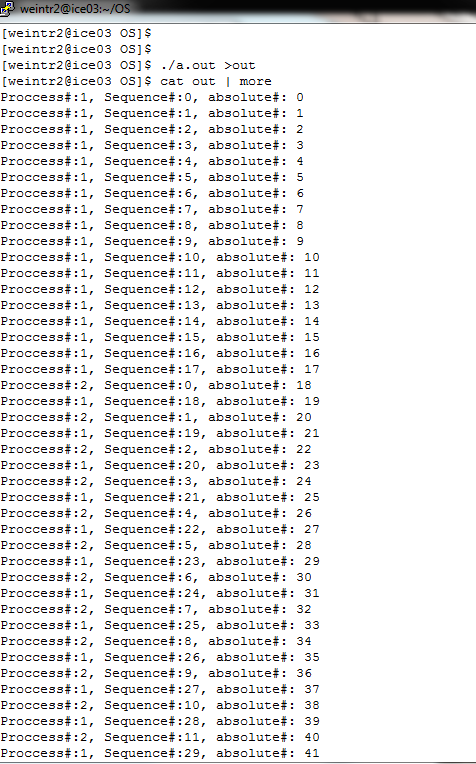 weintr2@ice03:~/OS
[weintr2@ice03 OS]$
[weintr2@ice03 OS]$
[weintr2@ice03 OS]$ ./a.out >out
[weintr2@ice03 OS]$ cat out | more
Proccess#:1, Sequence#:0, absolute#: 0
Proccess#:1, Sequence#:1, absolute#: 1
Proccess#:1, Sequence#:2, absolute#: 2
Proccess#:1, Sequence#:3, absolute#: 3
Proccess#:1, Sequence#:4, absolute#: 4
Proccess#:1, Sequence#:5, absolute#: 5
Proccess#:1, Sequence#:6, absolute#: 6
Proccess#:1, Sequence#:7, absolute#: 7
Proccess#:1, Sequence#:8, absolute#: 8
Proccess#:1, Sequence#:9, absolute#: 9
Proccess#:1, Sequence#:10, absolute#: 10
Proccess#:1, Sequence#:11, absolute#: 11
Proccess#:1, Sequence#:12, absolute#: 12
Proccess#:1, Sequence#:13, absolute#: 13
Proccess#:1, Sequence#:14, absolute#: 14
Proccess#:1, Sequence#:15, absolute#: 15
Proccess#:1, Sequence#:16, absolute#: 16
Proccess#:1, Sequence#:17, absolute#: 17
Proccess#:2, Sequence#:0, absolute#: 18
Proccess#:1, Sequence#:18, absolute#: 19
Proccess#:2, Sequence#:1, absolute#: 20
Proccess#:1, Sequence#:19, absolute#: 21
Proccess#:2, Sequence#:2, absolute#: 22
Proccess#:1, Sequence#:20, absolute#: 23
Proccess#:2, Sequence#:3, absolute#: 24
Proccess#:1, Sequence#:21, absolute#: 25
Proccess#:2, Sequence#:4, absolute#: 26
Proccess#:1, Sequence#:22, absolute#: 27
Proccess#:2, Sequence#:5, absolute#: 28
Proccess#:1, Sequence#:23, absolute#: 29
Proccess#:2, Sequence#:6, absolute#: 30
Proccess#:1, Sequence#:24, absolute#: 31
Proccess#:2, Sequence#:7, absolute#: 32
Proccess#:1, Sequence#:25, absolute#: 33
Proccess#:2, Sequence#:8, absolute#: 34
Proccess#:1, Sequence#:26, absolute#: 35
Proccess#:2, Sequence#:9, absolute#: 36
Proccess#:1, Sequence#:27, absolute#: 37
Proccess#:2, Sequence#:10, absolute#: 38
Proccess#:1, Sequence#:28, absolute#: 39
Proccess#:2, Sequence#:11, absolute#: 40
Proccess#:1, Sequence#:29, absolute#: 41